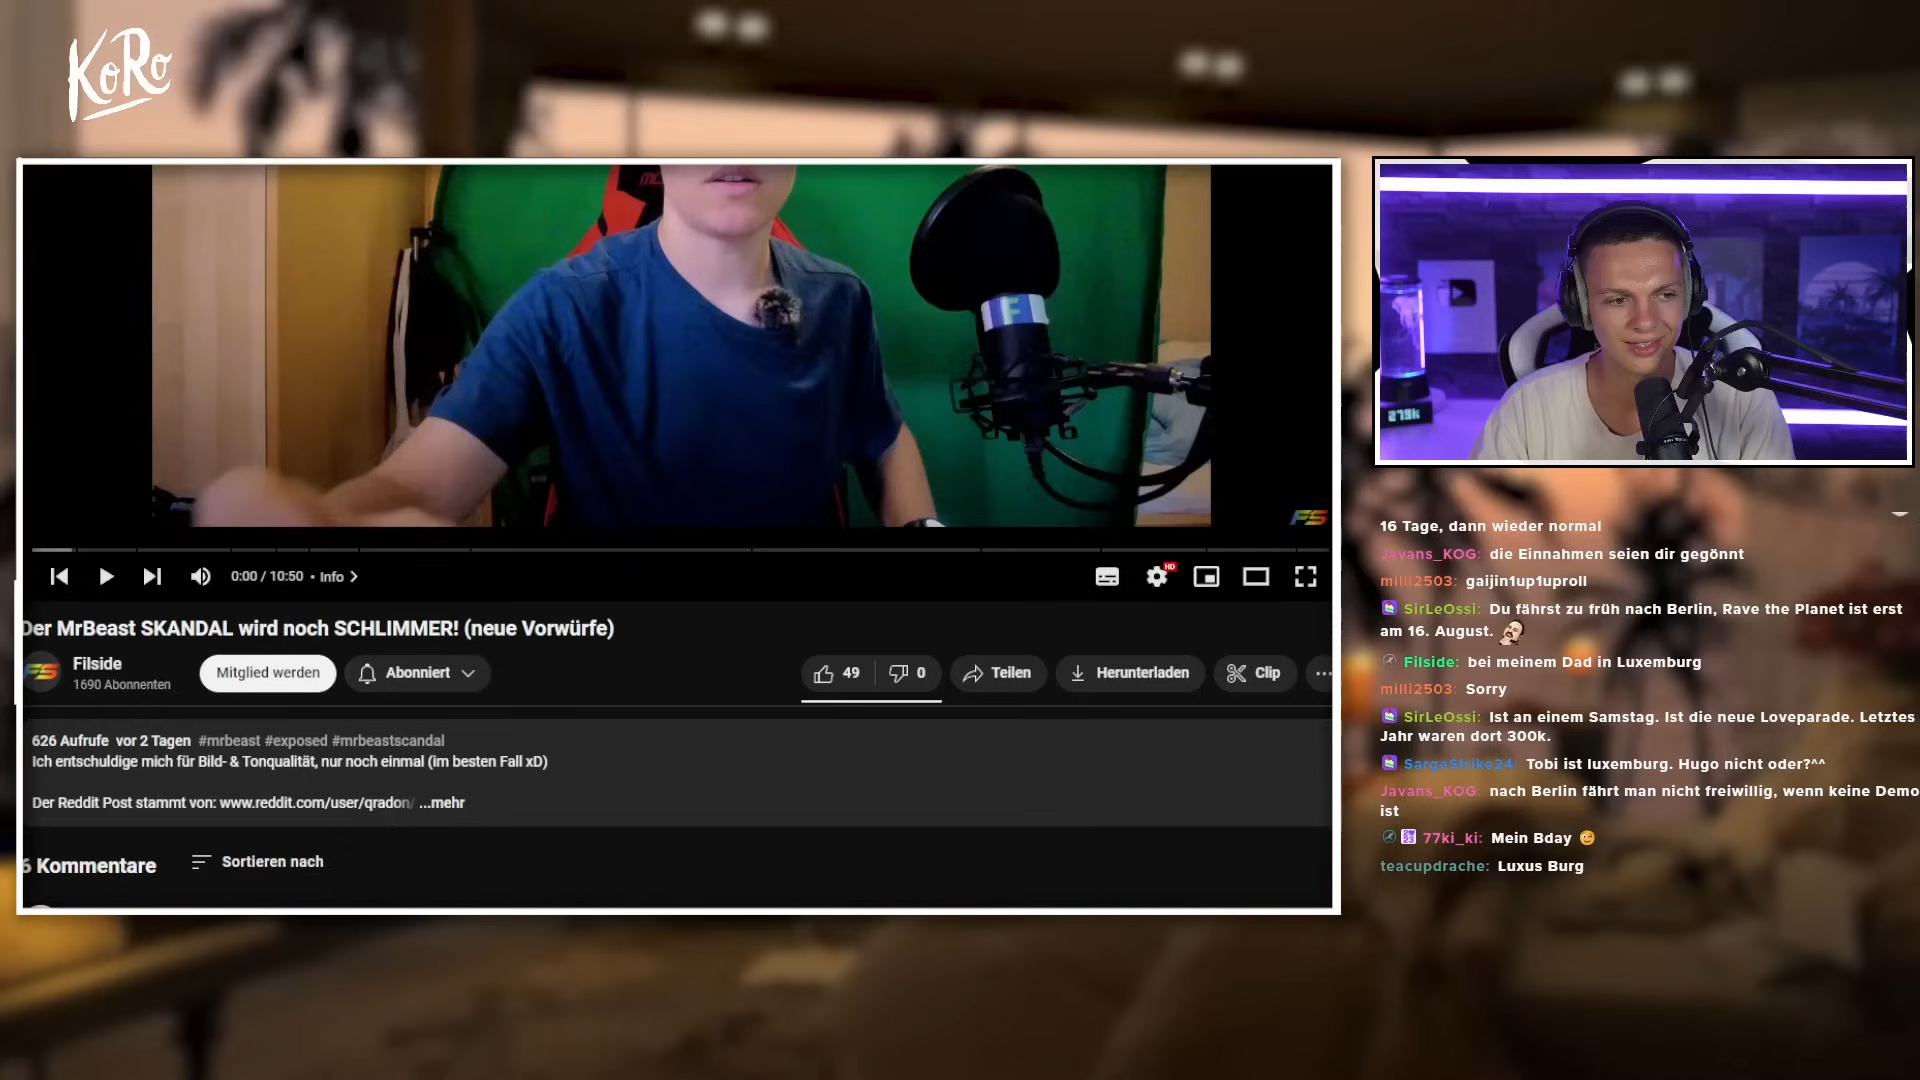 KoRo
F
FS
0:00 / 10:50 • Info
HD
Der MrBeast SKANDAL wird noch SCHLIMMER! (neue Vorwürfe)
FS
Filside
1690 Abonnenten
Mitglied werden
Abonniert
49
0
Teilen
Herunterladen
Clip
626 Aufrufe vor 2 Tagen #mrbeast #exposed #mrbeastscandal
Ich entschuldige mich für Bild- & Tonqualität, nur noch einmal (im besten Fall xD)
Der Reddit Post stammt von: www.reddit.com/user/qradon/ ...mehr
6 Kommentare
Sortieren nach
279k
16 Tage, dann wieder normal
Javans_KOG: die Einnahmen seien dir gegönnt
milli2503: gaijin1up1uproll
SirLeOssi: Du fährst zu früh nach Berlin, Rave the Planet ist erst
am 16. August.
Filside: bei meinem Dad in Luxemburg
milli2503: Sorry
SirLeOssi: Ist an einem Samstag. Ist die neue Loveparade. Letztes
Jahr waren dort 300k.
SargeStrike24: Tobi ist luxemburg. Hugo nicht oder?^^
Javans_KOG: nach Berlin fährt man nicht freiwillig, wenn keine Demo
ist
77ki_ki: Mein Bday 😉
teacupdrache: Luxus Burg